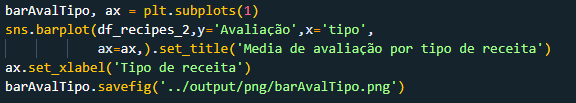 barAvalTipo, ax = plt.subplots(1)
sns.barplot(df_recipes_2,y='Avaliação',x='tipo',
ax=ax,).set_title('Media de avaliação por tipo de receita')
ax.set_xlabel('Tipo de receita')
barAvalTipo.savefig('../output/png/barAvalTipo.png')